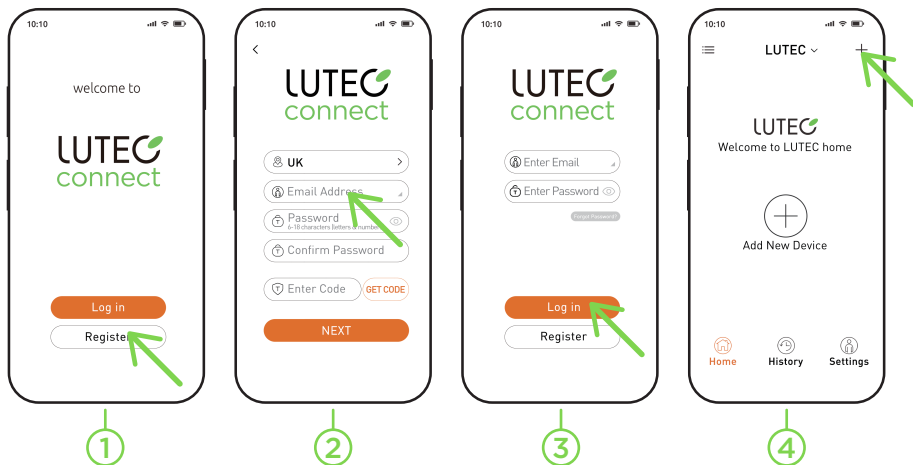 10:10
welcome to
LUTEC
connect
Log in
Register
1
10:10
LUTEC
connect
UK
Email Address
Password
6-18 characters (letters & numbers)
Confirm Password
Enter Code
GET CODE
NEXT
2
10:10
LUTEC
connect
Enter Email
Enter Password
Forgot Password?
Log in
Register
3
10:10
LUTEC
LUTEC
Welcome to LUTEC home
Add New Device
Home History Settings
4